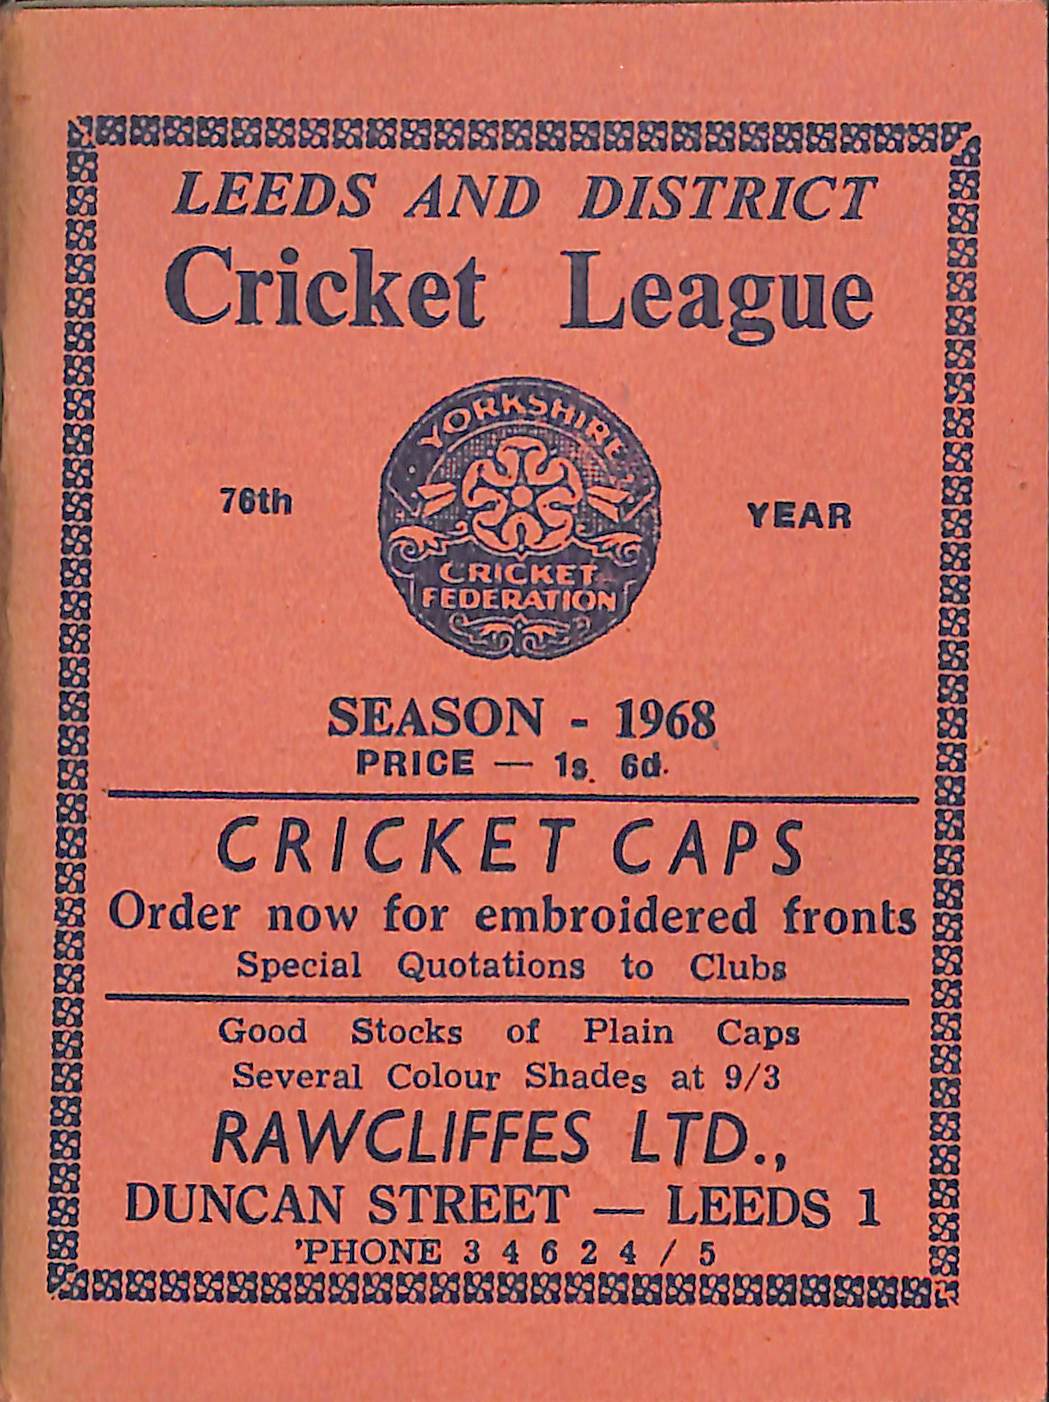 LEEDS AND DISTRICT
Cricket League
YORKSHIRE
76th YEAR
CRICKET
FEDERATION
SEASON - 1968
PRICE — 1s. 6d.
CRICKET CAPS
Order now for embroidered fronts
Special Quotations to Clubs
Good Stocks of Plain Caps
Several Colour Shades at 9/3
RAWCLIFFES LTD.,
DUNCAN STREET — LEEDS 1
'PHONE 3 4 6 2 4 / 5